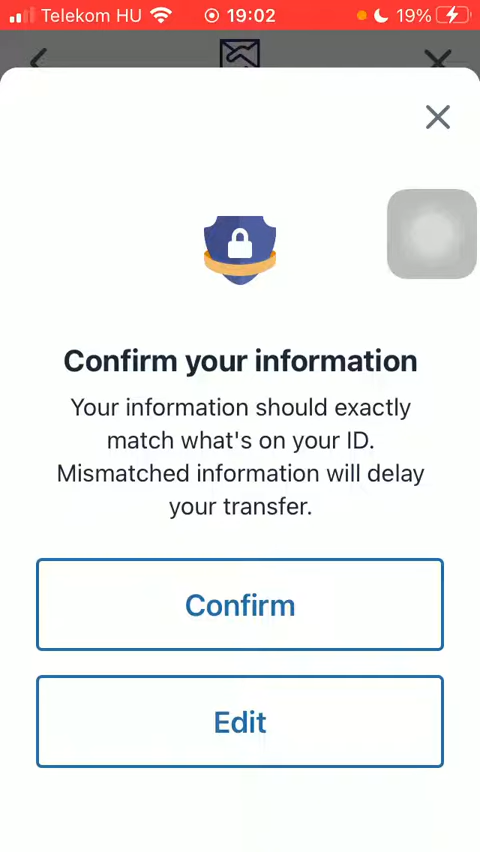 Telekom HU 19:02 19%
Confirm your information
Your information should exactly
match what's on your ID.
Mismatched information will delay
your transfer.
Confirm
Edit